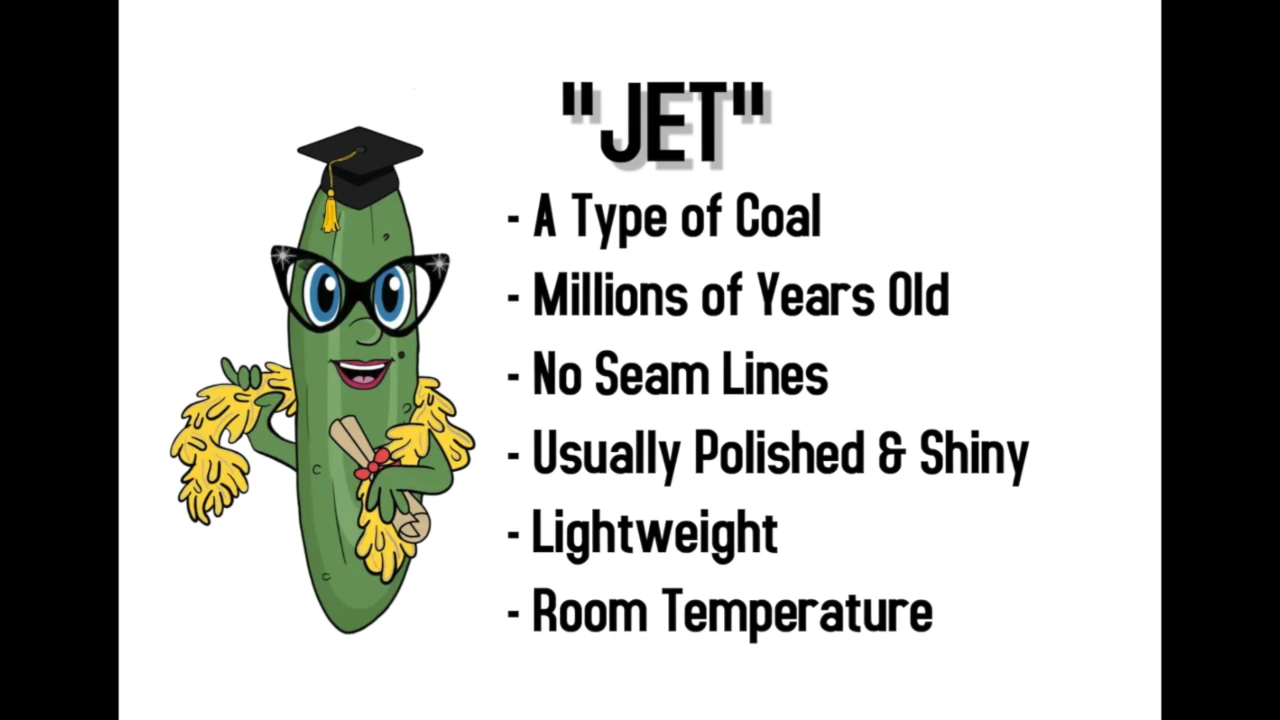 "JET"
- A Type of Coal
- Millions of Years Old
- No Seam Lines
- Usually Polished & Shiny
- Lightweight
- Room Temperature